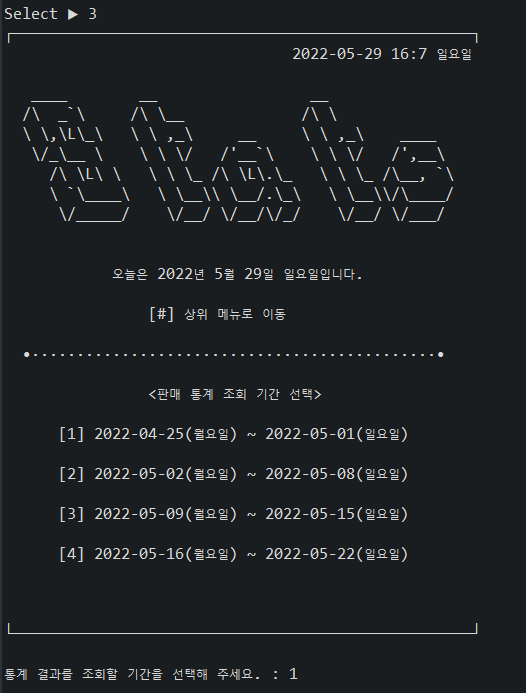 Select ▶ 3
2022-05-29 16:7 일요일
Stats
오늘은 2022년 5월 29일 일요일입니다.
[#] 상위 메뉴로 이동
<판매 통계 조회 기간 선택>
[1] 2022-04-25(월요일) ~ 2022-05-01(일요일)
[2] 2022-05-02(월요일) ~ 2022-05-08(일요일)
[3] 2022-05-09(월요일) ~ 2022-05-15(일요일)
[4] 2022-05-16(월요일) ~ 2022-05-22(일요일)
통계 결과를 조회할 기간을 선택해 주세요. : 1